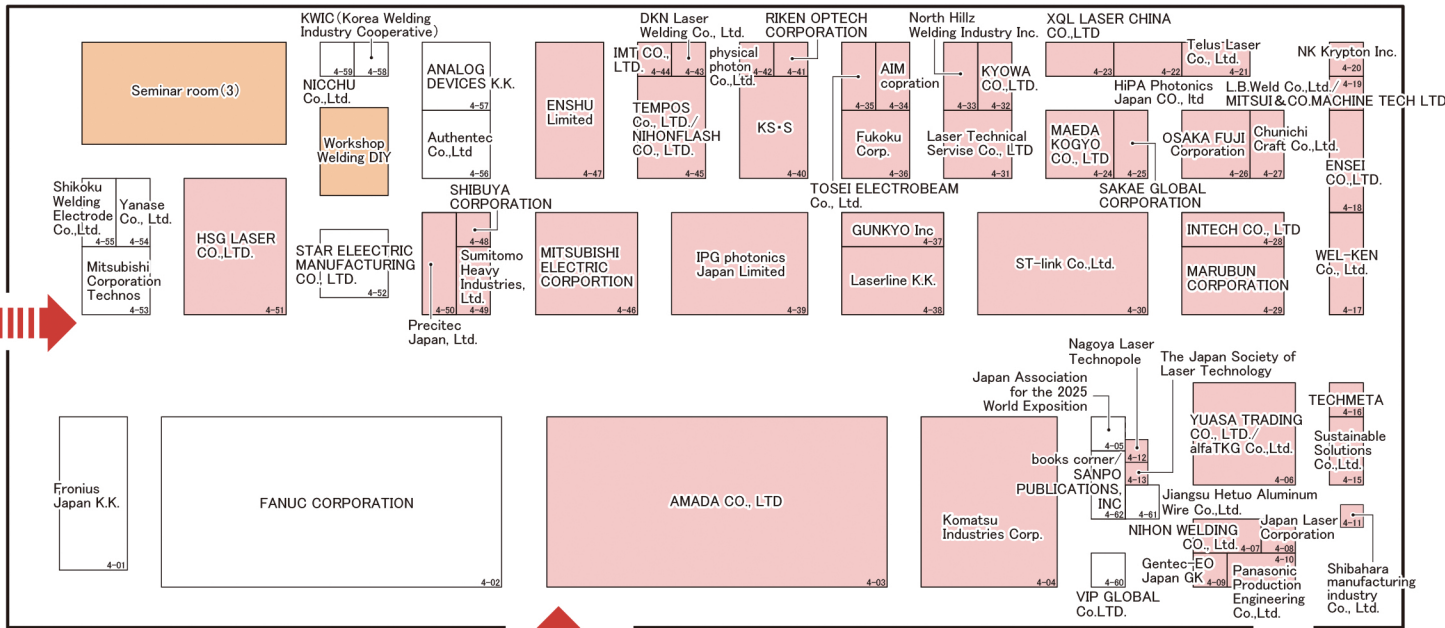 KWIC(Korea Welding
Industry Cooperative)
DKN Laser
Welding Co., Ltd.
RIKEN OPTECH
CORPORATION
North Hillz
Welding Industry Inc.
XQL LASER CHINA
CO.,LTD
Seminar room(3)
4-59
4-58
NICCHU
Co.,Ltd.
ANALOG
DEVICES K.K.
4-57
ENSHU
Limited
4-47
IMT CO.,
LTD.
4-44
4-43
physical
photon
Co.,Ltd.
4-42
4-41
AIM
copration
4-35
4-34
KYOWA
CO.,LTD.
4-33
4-32
4-23
4-22
Telus Laser
Co., Ltd.
4-21
NK Krypton Inc.
4-20
4-19
HiPA Photonics
Japan CO., ltd
L.B.Weld Co.,Ltd./
MITSUI&CO.MACHINE TECH LTD
Workshop
Welding DIY
Authentec
Co.,Ltd
4-56
TEMPOS
Co., LTD./
NIHONFLASH
CO., LTD.
4-45
KS・S
4-40
Fukoku
Corp.
4-36
Laser Technical
Servise Co., LTD
4-31
MAEDA
KOGYO
CO., LTD
4-24
4-25
OSAKA FUJI
Corporation
4-26
Chunichi
Craft Co.,Ltd.
4-27
ENSEI
CO.,LTD.
4-18
Shikoku
Welding
Electrode
Co.,Ltd.
4-55
Yanase
Co., Ltd.
4-54
HSG LASER
CO.,LTD.
4-51
SHIBUYA
CORPORATION
4-48
TOSEI ELECTROBEAM
Co., Ltd.
SAKAE GLOBAL
CORPORATION
Mitsubishi
Corporation
Technos
4-53
STAR ELEECTRIC
MANUFACTURING
CO., LTD.
4-52
4-50
Sumitomo
Heavy
Industries,
Ltd.
4-49
Precitec
Japan, Ltd.
MITSUBISHI
ELECTRIC
CORPORTION
4-46
IPG photonics
Japan Limited
4-39
GUNKYO Inc
4-37
Laserline K.K.
4-38
ST-link Co.,Ltd.
4-30
INTECH CO., LTD
4-28
MARUBUN
CORPORATION
4-29
WEL-KEN
Co., Ltd.
4-17
Nagoya Laser
Technopole
The Japan Society of
Laser Technology
Japan Association
for the 2025
World Exposition
4-05
4-12
4-13
books corner/
SANPO
PUBLICATIONS,
INC
4-62
4-61
YUASA TRADING
CO., LTD./
alfaTKG Co.,Ltd.
4-06
TECHMETA
4-16
Sustainable
Solutions
Co.,Ltd.
4-15
Fronius
Japan K.K.
4-01
FANUC CORPORATION
4-02
AMADA CO., LTD
4-03
Komatsu
Industries Corp.
4-04
Jiangsu Hetuo Aluminum
Wire Co.,Ltd.
NIHON WELDING
CO., Ltd.
4-07
Japan Laser
Corporation
4-08
4-11
Gentec-EO
Japan GK
4-09
4-10
Panasonic
Production
Engineering
Co.,Ltd.
4-60
VIP GLOBAL
Co.LTD.
Shibahara
manufacturing
industry
Co., Ltd.